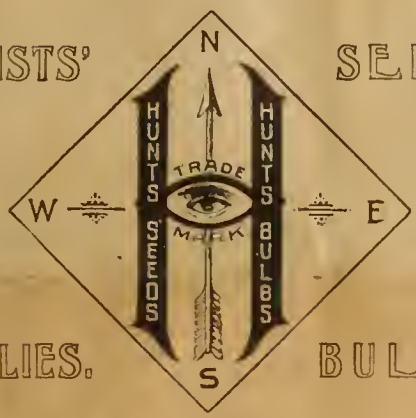 ISTS'
N
SE
TRADE
MARK
HUNTS SEEDS
HUNTS BULBS
W
E
LIES.
S
BUL